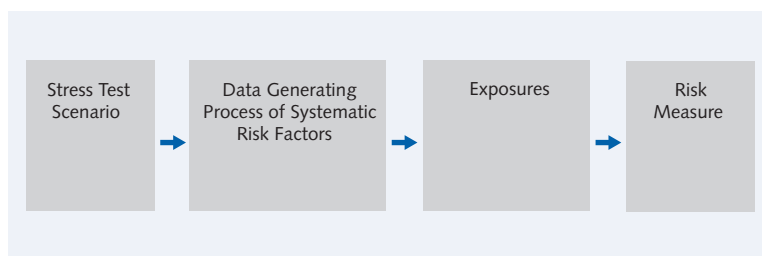 Stress Test
Scenario
Data Generating
Process of Systematic
Risk Factors
Exposures
Risk
Measure